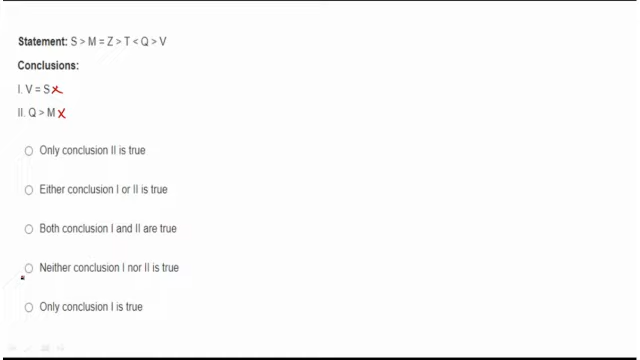 Statement: S > M = Z > T < Q > V
Conclusions:
I. V = S x
II. Q > M x
Only conclusion II is true
Either conclusion I or II is true
Both conclusion I and II are true
Neither conclusion I nor II is true
Only conclusion I is true